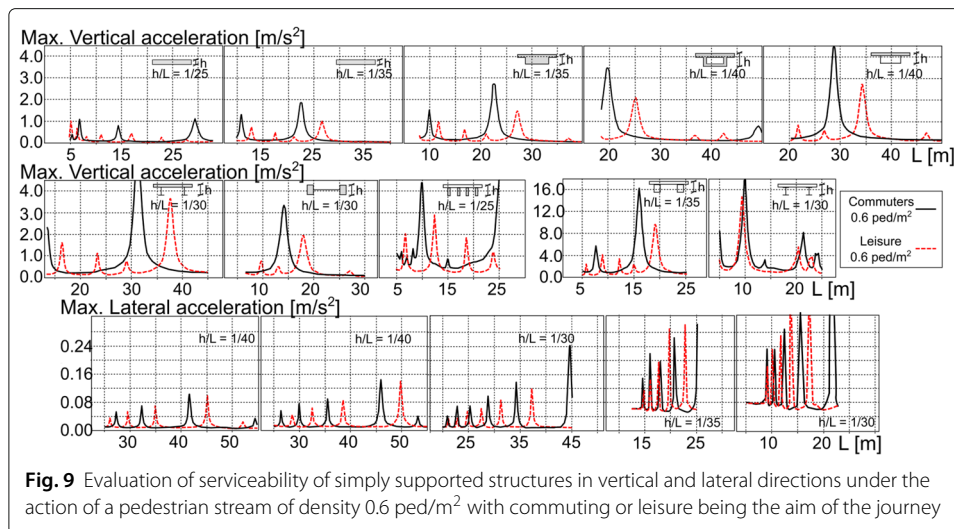 Max. Vertical acceleration [m/s²]
4.0
3.0
2.0
1.0
0.0
h
h/L = 1/25
h
h/L = 1/35
h
h/L = 1/35
h
h/L = 1/40
h
h/L = 1/40
5 15 25 15 25 35 10 20 30 20 30 40 20 30 40 L [m]
Max. Vertical acceleration [m/s²]
4.0
3.0
2.0
1.0
0.0
h
h/L = 1/30
h
h/L = 1/30
h
h/L = 1/25
16.0
12.0
8.0
4.0
0.0
h
h/L = 1/35
h
h/L = 1/30
20 30 40 10 20 30 5 15 25 5 15 25 10 20 L [m]
Commuters
0.6 ped/m²
Leisure
0.6 ped/m²
Max. Lateral acceleration [m/s²]
0.24
0.16
0.08
0.00
h/L = 1/40
h/L = 1/40
h/L = 1/30
h/L = 1/35
h/L = 1/30
30 40 50 30 40 50 25 35 45 15 25 10 20 L [m]
Fig. 9 Evaluation of serviceability of simply supported structures in vertical and lateral directions under the
action of a pedestrian stream of density 0.6 ped/m² with commuting or leisure being the aim of the journey